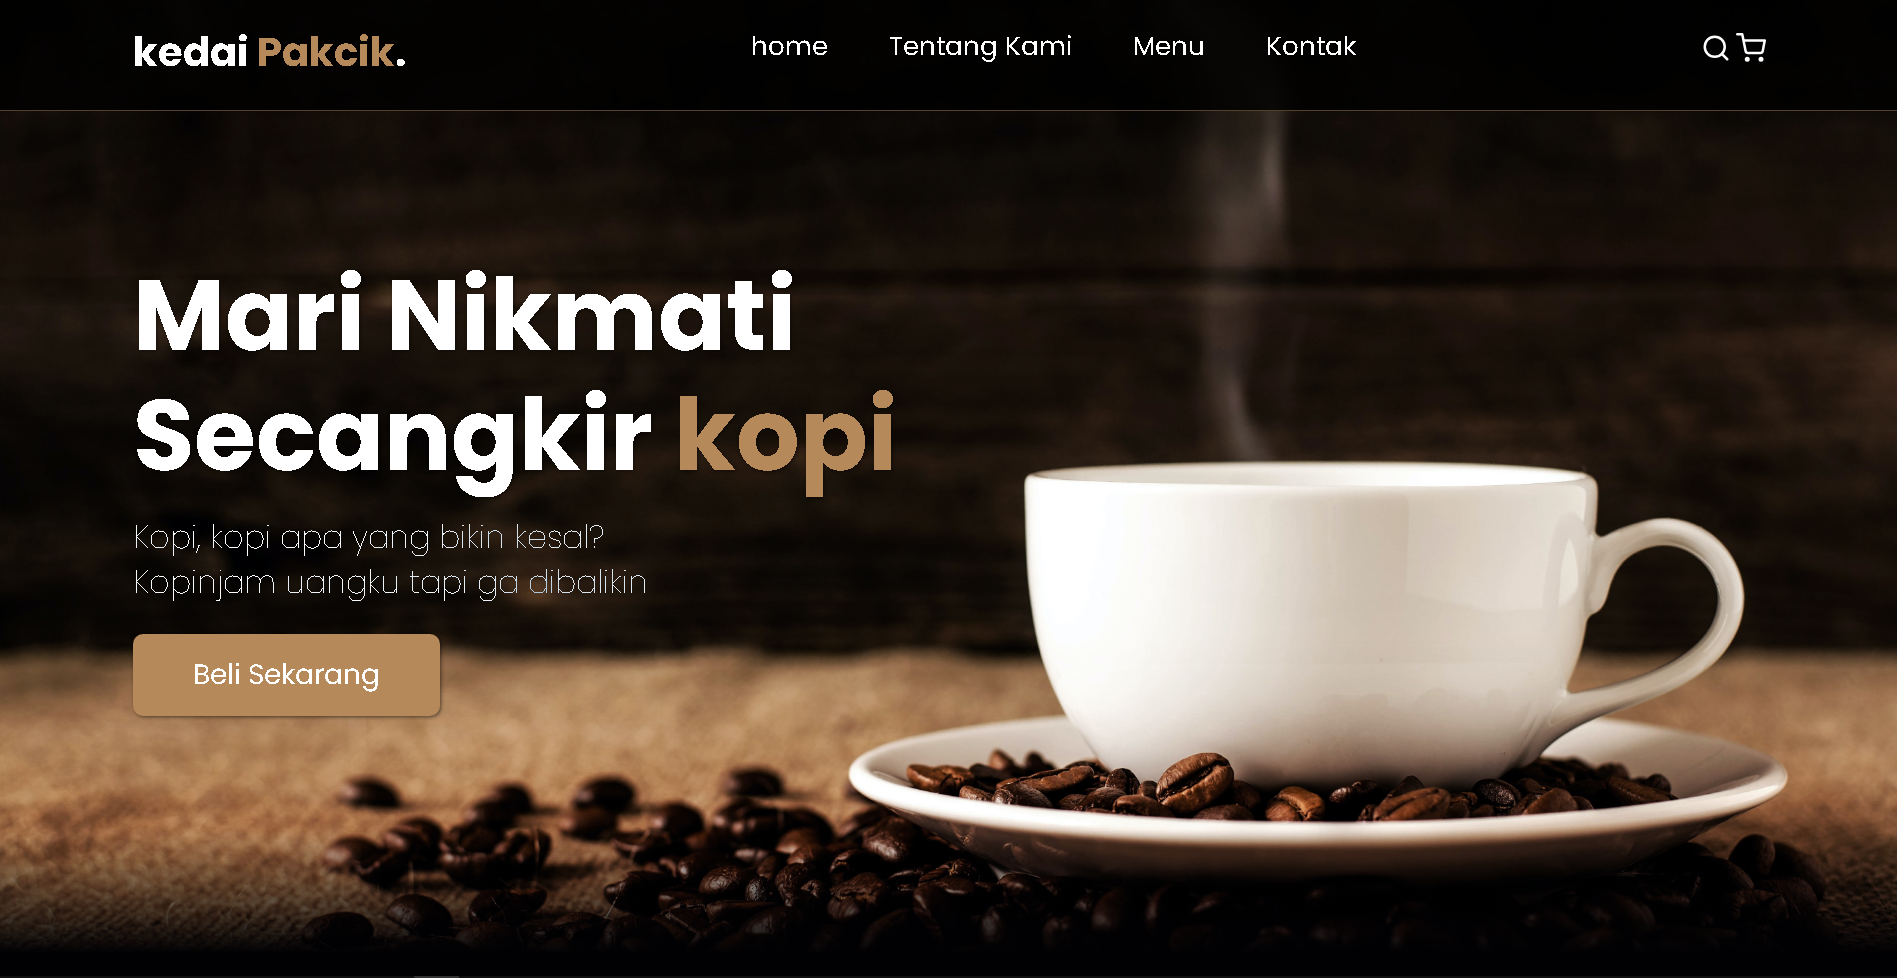 kedai Pakcik.
home Tentang Kami Menu Kontak
Mari Nikmati
Secangkir kopi
Kopi, kopi apa yang bikin kesal?
Kopinjam uangku tapi ga dibalikin
Beli Sekarang